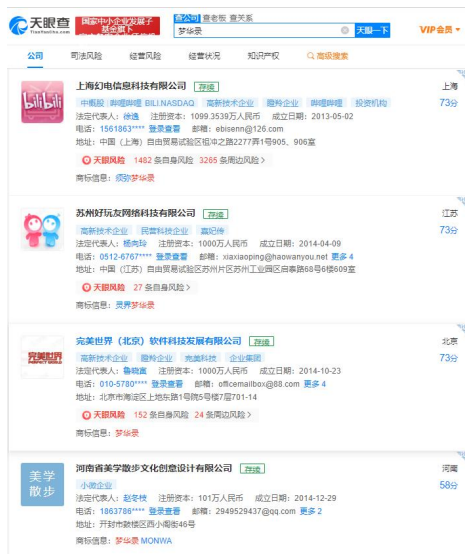 天眼查
TianYanCha.com
国家中小企业发展子
基金旗下
查公司 查老板 查关系
梦华录
天眼一下
VIP会员
公司 司法风险 经营风险 经营状况 知识产权 高级搜索
bilibili
上海幻电信息科技有限公司 存续
上海
中概股 哔哩哔哩 BILI.NASDAQ 高新技术企业 瞪羚企业 哔哩哔哩 投资机构
73分
法定代表人：徐逸 注册资本：1099.3539万人民币 成立日期：2013-05-02
电话：1561863**** 登录查看 邮箱：ebisenn@126.com
地址：中国（上海）自由贸易试验区祖冲之路2277弄1号905、906室
天眼风险 1482 条自身风险 3265 条周边风险 >
商标信息：须弥梦华录
苏州好玩友网络科技有限公司 存续
江苏
高新技术企业 民营科技企业 嘉妃传
73分
法定代表人：杨向玲 注册资本：1000万人民币 成立日期：2014-04-09
电话：0512-6767**** 登录查看 邮箱：xiaxiaoping@haowanyou.net 更多 4
地址：中国（江苏）自由贸易试验区苏州片区苏州工业园区启泰路68号6楼609室
天眼风险 27 条自身风险 >
商标信息：灵界梦华录
完美世界
PERFECT WORLD
完美世界（北京）软件科技发展有限公司 存续
北京
高新技术企业 瞪羚企业 完美科技 企业集团
73分
法定代表人：鲁晓寅 注册资本：1000万人民币 成立日期：2014-10-23
电话：010-5780**** 登录查看 邮箱：officemailbox@88.com 更多 4
地址：北京市海淀区上地东路1号院5号楼7层701-14
天眼风险 152 条自身风险 24 条周边风险 >
商标信息：梦华录
美学
散步
河南省美学散步文化创意设计有限公司 存续
河南
小微企业
58分
法定代表人：赵冬枝 注册资本：101万人民币 成立日期：2014-12-29
电话：1863786**** 登录查看 邮箱：2949529437@qq.com 更多 2
地址：开封市鼓楼区西小阁街46号
商标信息：梦华录 MONWA